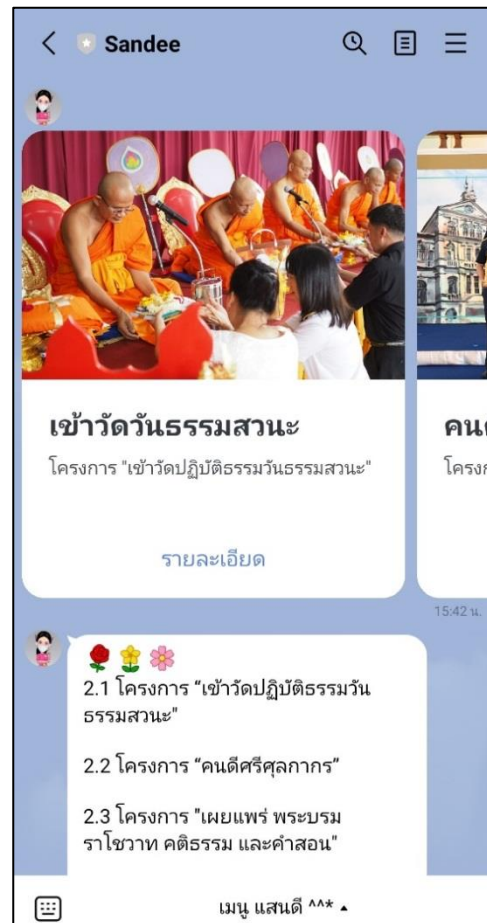 Sandee
เข้าวัดวันธรรมสวนะ
โครงการ "เข้าวัดปฏิบัติธรรมวันธรรมสวนะ"
รายละเอียด
15:42 น.
2.1 โครงการ “เข้าวัดปฏิบัติธรรมวัน
ธรรมสวนะ"
2.2 โครงการ “คนดีศรีศุลกากร”
2.3 โครงการ "เผยแพร่ พระบรม
ราโชวาท คติธรรม และคำสอน"
เมนู แสนดี ^^*